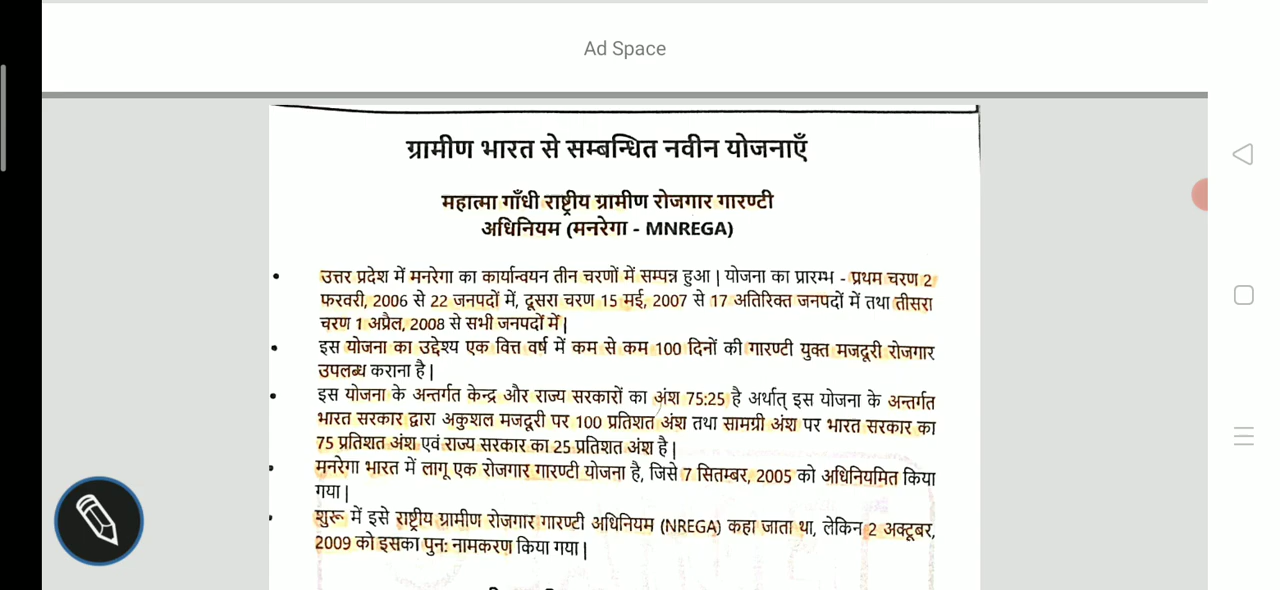 Ad Space
ग्रामीण भारत से सम्बन्धित नवीन योजनाएँ
महात्मा गाँधी राष्ट्रीय ग्रामीण रोजगार गारण्टी
अधिनियम (मनरेगा - MNREGA)
• उत्तर प्रदेश में मनरेगा का कार्यान्वयन तीन चरणों में सम्पन्न हुआ | योजना का प्रारम्भ - प्रथम चरण 2
फरवरी, 2006 से 22 जनपदों में, दूसरा चरण 15 मई, 2007 से 17 अतिरिक्त जनपदों में तथा तीसरा
चरण 1 अप्रैल, 2008 से सभी जनपदों में |
• इस योजना का उद्देश्य एक वित्त वर्ष में कम से कम 100 दिनों की गारण्टी युक्त मजदूरी रोजगार
उपलब्ध कराना है |
• इस योजना के अन्तर्गत केन्द्र और राज्य सरकारों का अंश 75:25 है अर्थात् इस योजना के अन्तर्गत
भारत सरकार द्वारा अकुशल मजदूरी पर 100 प्रतिशत अंश तथा सामग्री अंश पर भारत सरकार का
75 प्रतिशत अंश एवं राज्य सरकार का 25 प्रतिशत अंश है |
• मनरेगा भारत में लागू एक रोजगार गारण्टी योजना है, जिसे 7 सितम्बर, 2005 को अधिनियमित किया
गया |
• शुरू में इसे राष्ट्रीय ग्रामीण रोजगार गारण्टी अधिनियम (NREGA) कहा जाता था, लेकिन 2 अक्टूबर,
2009 को इसका पुन: नामकरण किया गया |